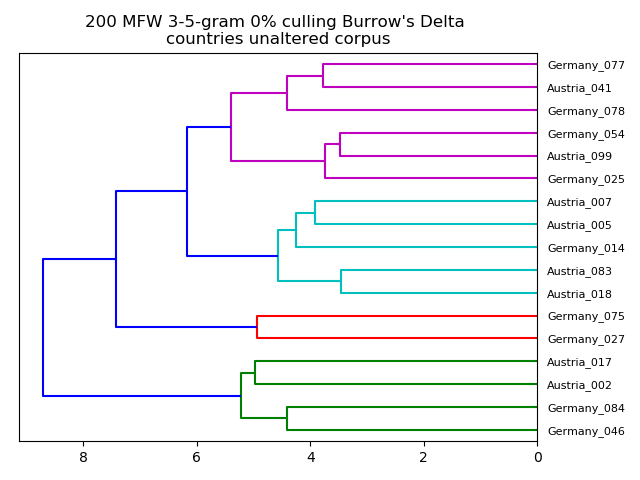 200 MFW 3-5-gram 0% culling Burrow's Delta
countries unaltered corpus
Germany_077
Austria_041
Germany_078
Germany_054
Austria_099
Germany_025
Austria_007
Austria_005
Germany_014
Austria_083
Austria_018
Germany_075
Germany_027
Austria_017
Austria_002
Germany_084
Germany_046
8 6 4 2 0